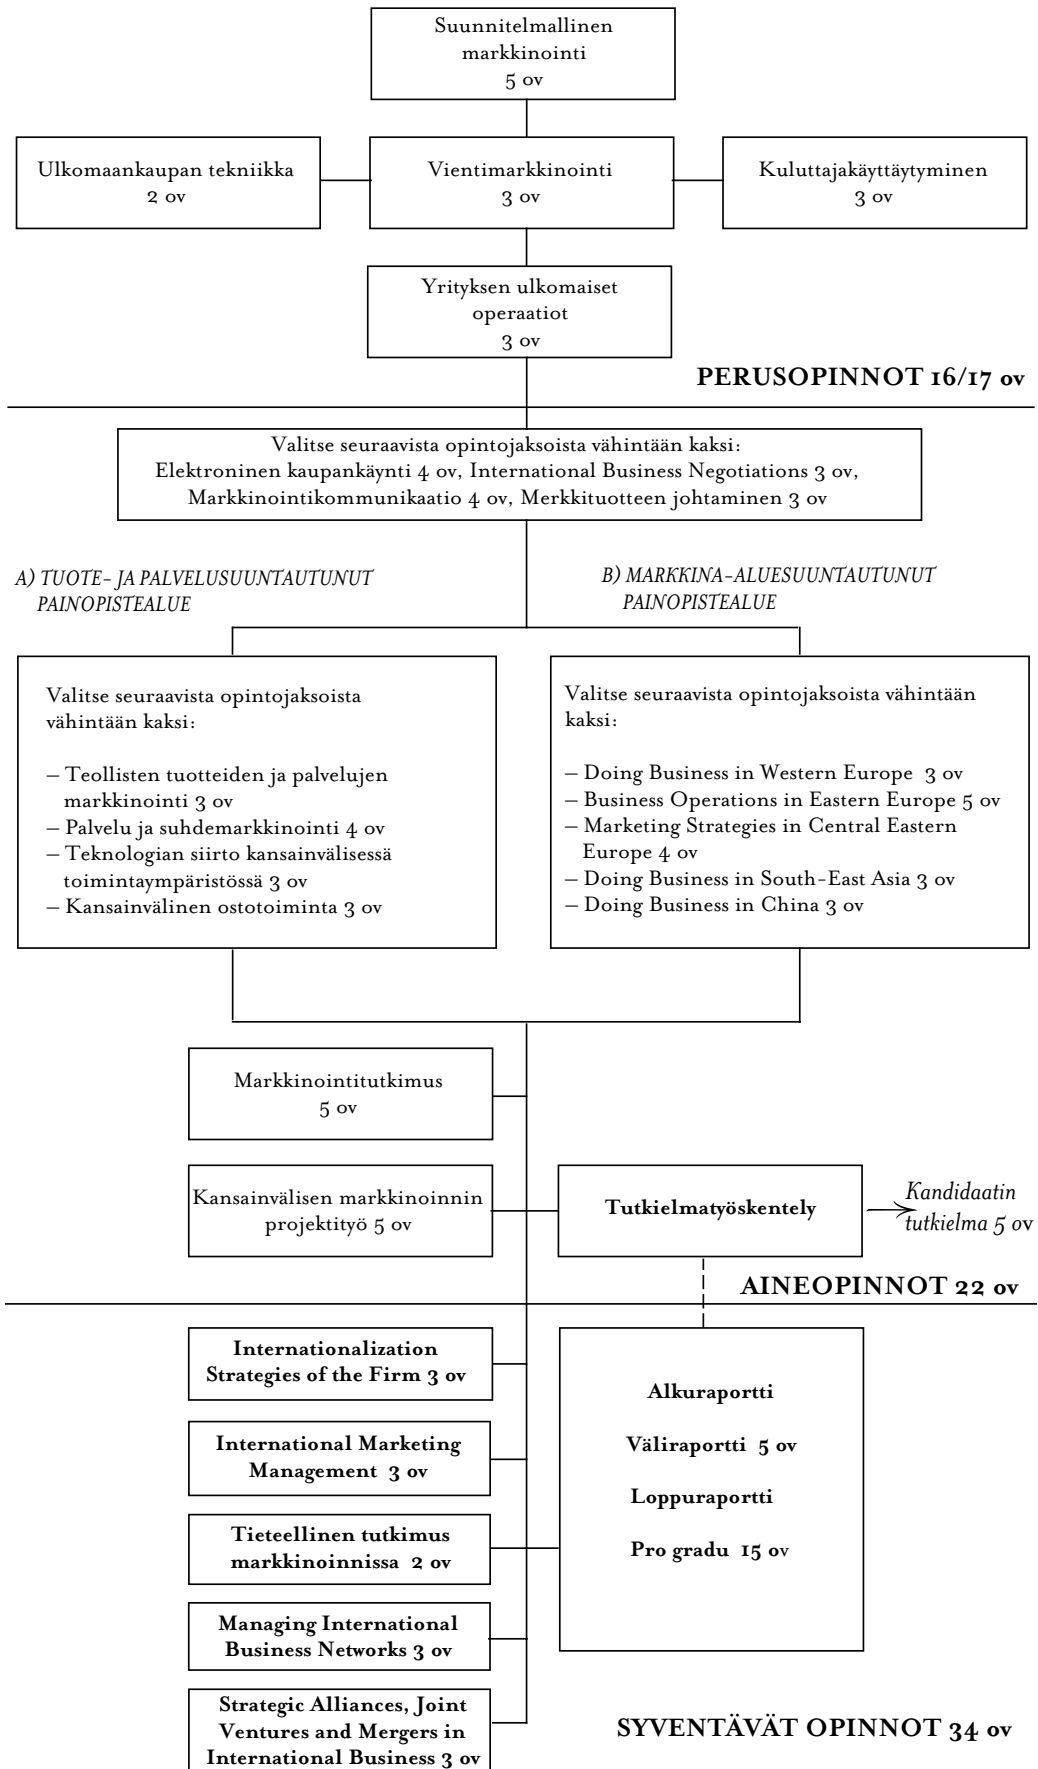 Suunnitelmallinen
markkinointi
5 ov
Ulkomaankaupan tekniikka
2 ov
Vientimarkkinointi
3 ov
Kuluttajakäyttäytyminen
3 ov
Yrityksen ulkomaiset
operaatiot
3 ov
PERUSOPINNOT 16/17 ov
Valitse seuraavista opintojaksoista vähintään kaksi:
Elektroninen kaupankäynti 4 ov, International Business Negotiations 3 ov,
Markkinointikommunikaatio 4 ov, Merkkituotteen johtaminen 3 ov
A) TUOTE- JA PALVELUSUUNTAUTUNUT
PAINOPISTEALUE
B) MARKKINA-ALUESUUNTAUTUNUT
PAINOPISTEALUE
Valitse seuraavista opintojaksoista
vähintään kaksi:
– Teollisten tuotteiden ja palvelujen
markkinointi 3 ov
– Palvelu ja suhdemarkkinointi 4 ov
– Teknologian siirto kansainvälisessä
toimintaympäristössä 3 ov
– Kansainvälinen ostotoiminta 3 ov
Valitse seuraavista opintojaksoista vähintään
kaksi:
– Doing Business in Western Europe 3 ov
– Business Operations in Eastern Europe 5 ov
– Marketing Strategies in Central Eastern
Europe 4 ov
– Doing Business in South-East Asia 3 ov
– Doing Business in China 3 ov
Markkinointitutkimus
5 ov
Kansainvälisen markkinoinnin
projektityö 5 ov
Tutkielmatyöskentely
Kandidaatin
tutkielma 5 ov
AINEOPINNOT 22 ov
Internationalization
Strategies of the Firm 3 ov
International Marketing
Management 3 ov
Tieteellinen tutkimus
markkinoinnissa 2 ov
Managing International
Business Networks 3 ov
Strategic Alliances, Joint
Ventures and Mergers in
International Business 3 ov
Alkuraportti
Väliraportti 5 ov
Loppuraportti
Pro gradu 15 ov
SYVENTÄVÄT OPINNOT 34 ov